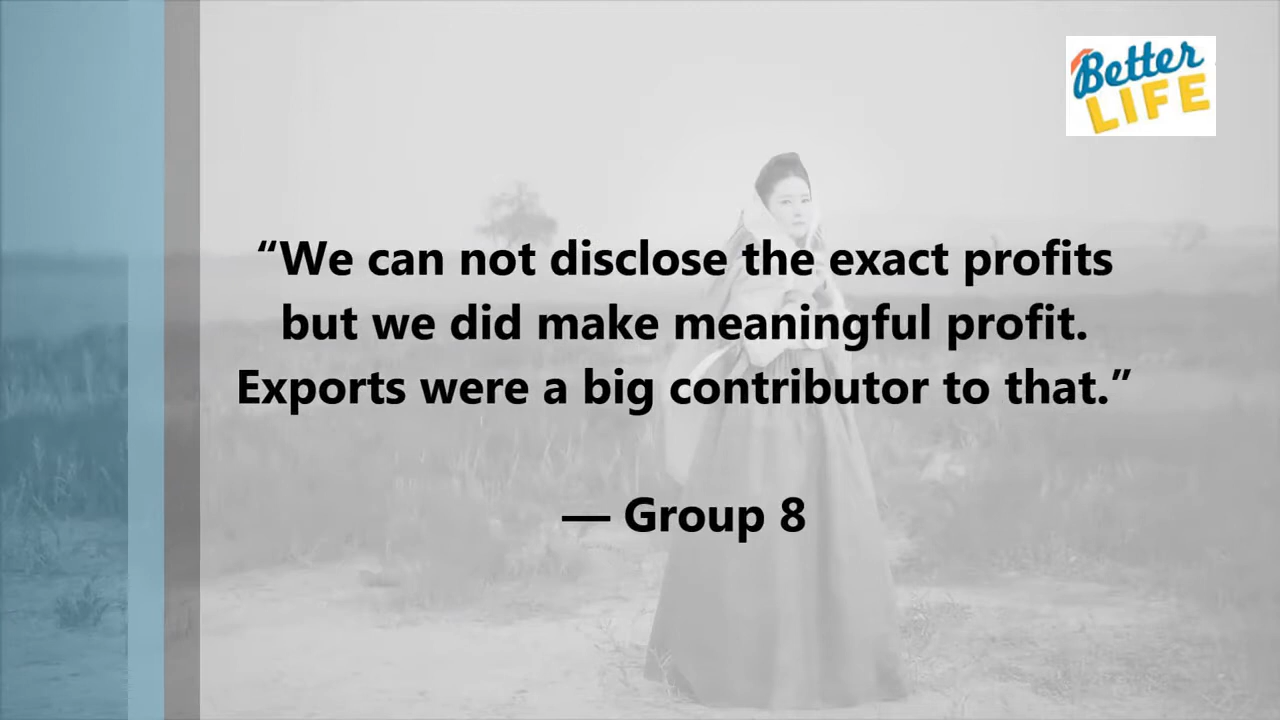 Better
LIFE
“We can not disclose the exact profits
but we did make meaningful profit.
Exports were a big contributor to that.”
— Group 8